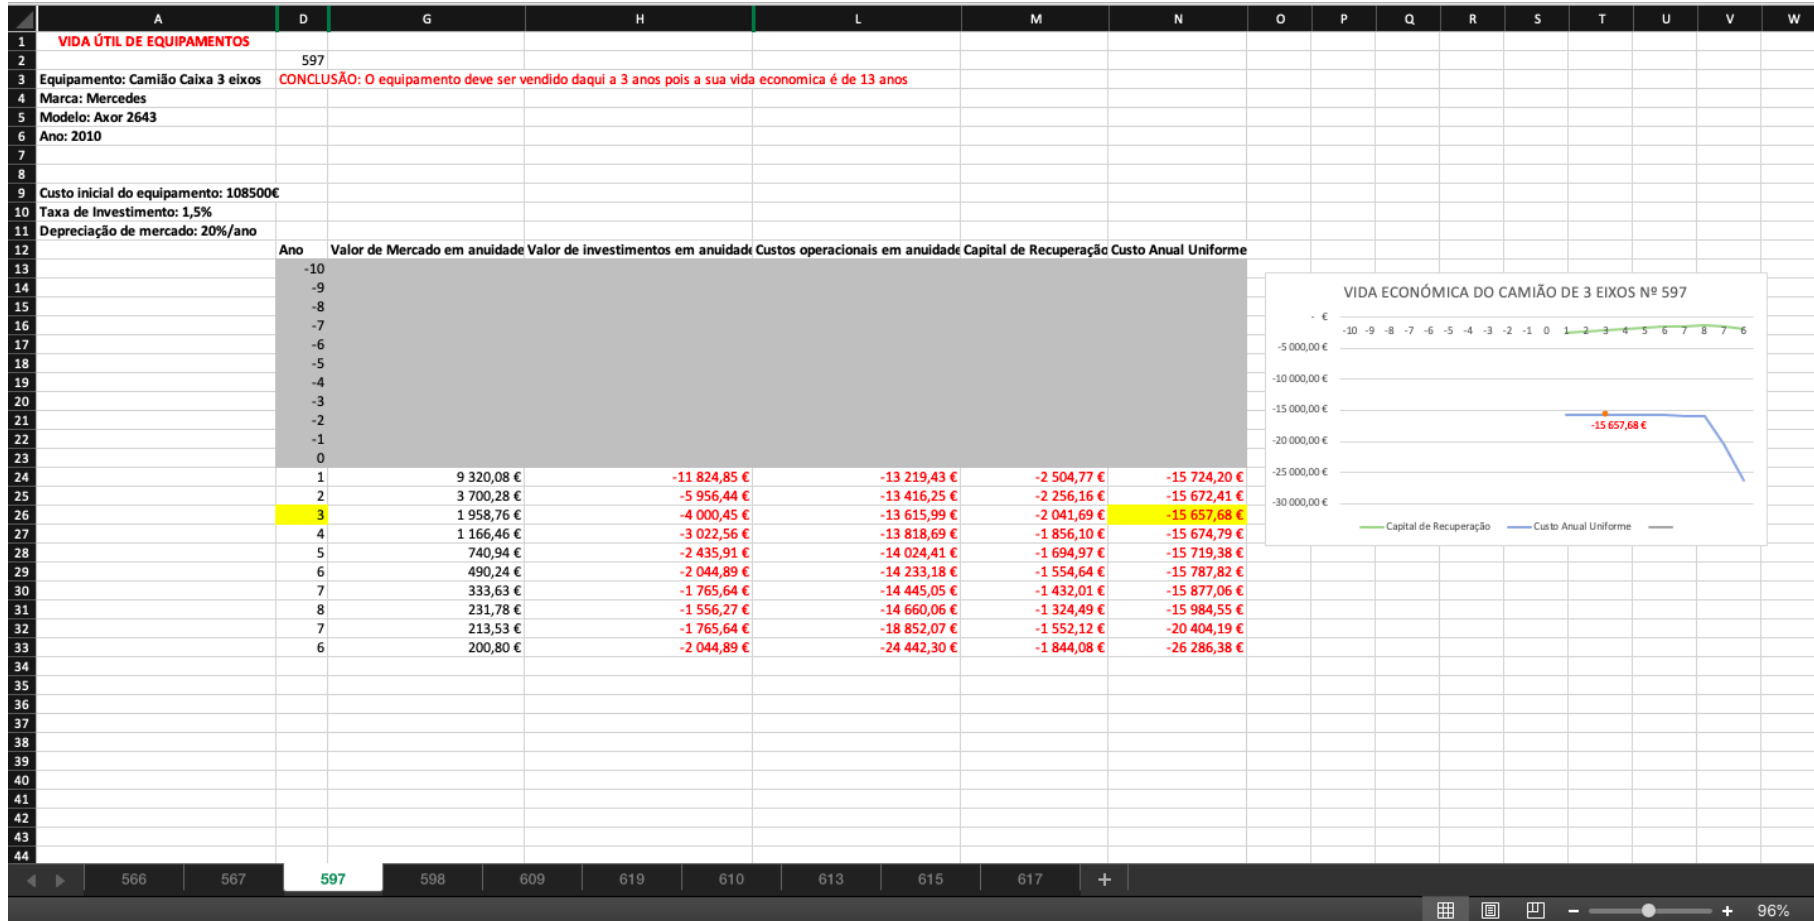 A D G H L M N O P Q R S T U V W
1 VIDA ÚTIL DE EQUIPAMENTOS
2 597
3 Equipamento: Camião Caixa 3 eixos CONCLUSÃO: O equipamento deve ser vendido daqui a 3 anos pois a sua vida economica é de 13 anos
4 Marca: Mercedes
5 Modelo: Axor 2643
6 Ano: 2010
7
8
9 Custo inicial do equipamento: 108500€
10 Taxa de Investimento: 1,5%
11 Depreciação de mercado: 20%/ano
12 Ano Valor de Mercado em anuidade Valor de investimentos em anuidade Custos operacionais em anuidade Capital de Recuperação Custo Anual Uniforme
13 -10
14 -9
15 -8
16 -7
17 -6
18 -5
19 -4
20 -3
21 -2
22 -1
23 0
24 1 9 320,08 € -11 824,85 € -13 219,43 € -2 504,77 € -15 724,20 €
25 2 3 700,28 € -5 956,44 € -13 416,25 € -2 256,16 € -15 672,41 €
26 3 1 958,76 € -4 000,45 € -13 615,99 € -2 041,69 € -15 657,68 €
27 4 1 166,46 € -3 022,56 € -13 818,69 € -1 856,10 € -15 674,79 €
28 5 740,94 € -2 435,91 € -14 024,41 € -1 694,97 € -15 719,38 €
29 6 490,24 € -2 044,89 € -14 233,18 € -1 554,64 € -15 787,82 €
30 7 333,63 € -1 765,64 € -14 445,05 € -1 432,01 € -15 877,06 €
31 8 231,78 € -1 556,27 € -14 660,06 € -1 324,49 € -15 984,55 €
32 7 213,53 € -1 765,64 € -18 852,07 € -1 552,12 € -20 404,19 €
33 6 200,80 € -2 044,89 € -24 442,30 € -1 844,08 € -26 286,38 €
34
35
36
37
38
39
40
41
42
43
44
VIDA ECONÓMICA DO CAMIÃO DE 3 EIXOS Nº 597
- €
-10 -9 -8 -7 -6 -5 -4 -3 -2 -1 0 1 2 3 4 5 6 7 8 7 6
-5 000,00 €
-10 000,00 €
-15 000,00 €
-15 657,68 €
-20 000,00 €
-25 000,00 €
-30 000,00 €
Capital de Recuperação Custo Anual Uniforme
566 567 597 598 609 619 610 613 615 617 +
- + 96%